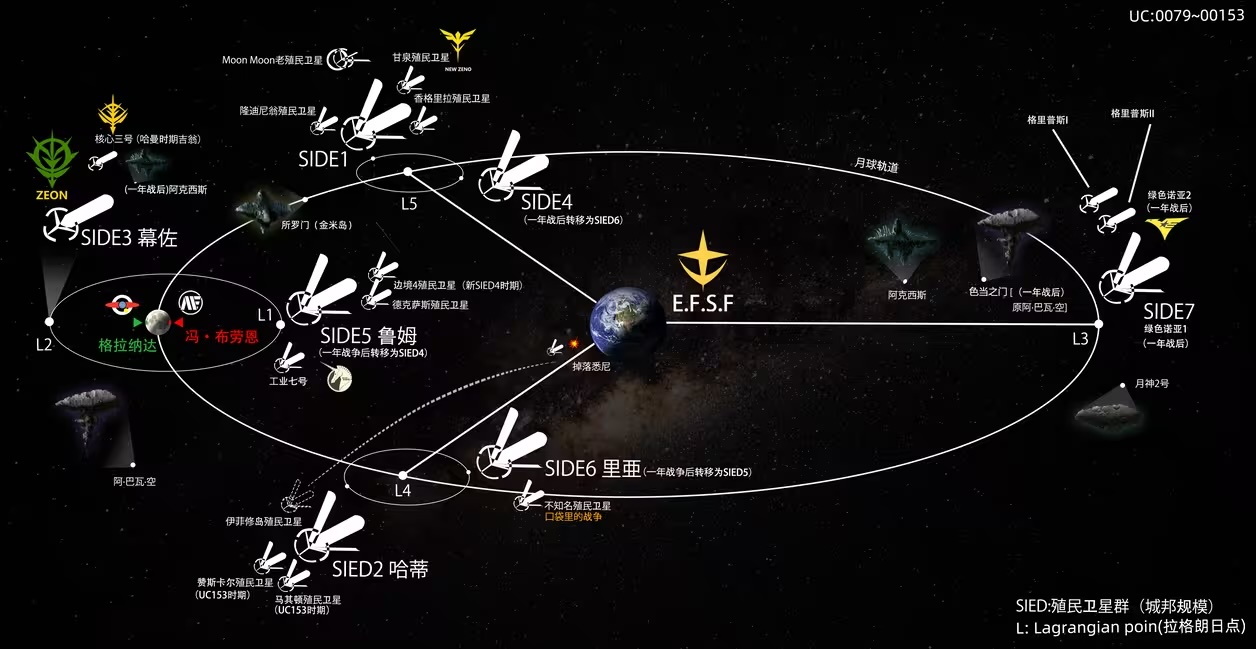 UC:0079~00153
Moon Moon老殖民卫星
甘泉殖民卫星
NEW ZENO
香格里拉殖民卫星
隆迪尼翁殖民卫星
SIDE1
核心三号 (哈曼时期吉翁)
(一年战后)阿克西斯
ZEON
SIDE3 幕佐
所罗门 ( 金米岛 )
L5
SIDE4
(一年战后转移为SIED6)
月球轨道
格里普斯I
格里普斯II
绿色诺亚2
(一年战后)
SIDE7
绿色诺亚1
(一年战后)
L3
月神2号
阿克西斯
色当之门 [ (一年战后)
原阿·巴瓦·空]
E.F.S.F
边境4殖民卫星 (新SIED4时期)
德克萨斯殖民卫星
L1
SIDE5 鲁姆
(一年战争后转移为SIED4)
L2
格拉纳达
冯·布劳恩
工业七号
掉落悉尼
阿·巴瓦·空
L4
SIDE6 里亜(一年战争后转移为SIED5)
不知名殖民卫星
口袋里的战争
伊菲修岛殖民卫星
SIED2 哈蒂
赞斯卡尔殖民卫星
(UC153时期)
马其顿殖民卫星
(UC153时期)
SIED:殖民卫星群 (城邦规模)
L: Lagrangian poin(拉格朗日点)